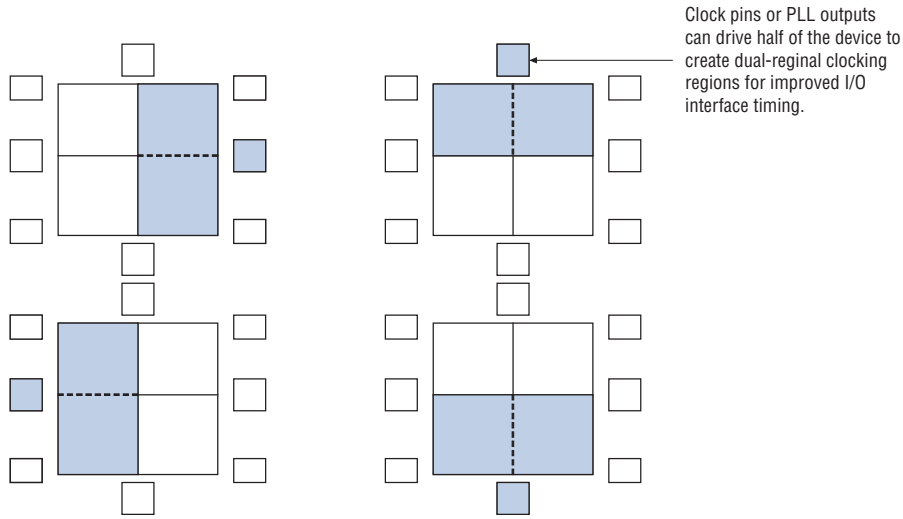 Clock pins or PLL outputs
can drive half of the device to
create dual-reginal clocking
regions for improved I/O
interface timing.